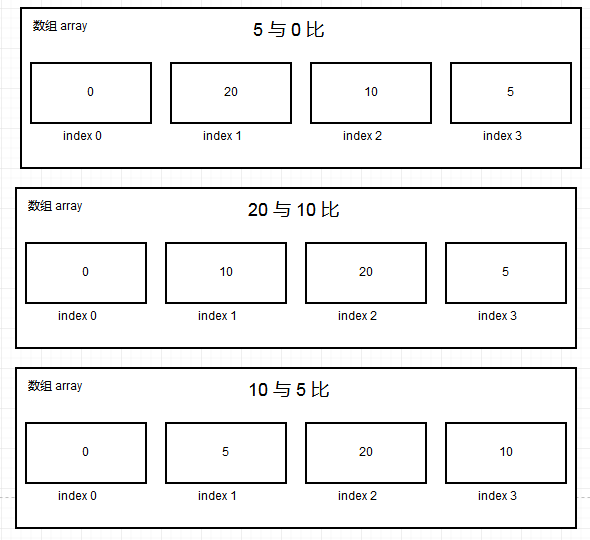 数组 array
5 与 0 比
0 20 10 5
index 0 index 1 index 2 index 3
数组 array
20 与 10 比
0 10 20 5
index 0 index 1 index 2 index 3
数组 array
10 与 5 比
0 5 20 10
index 0 index 1 index 2 index 3